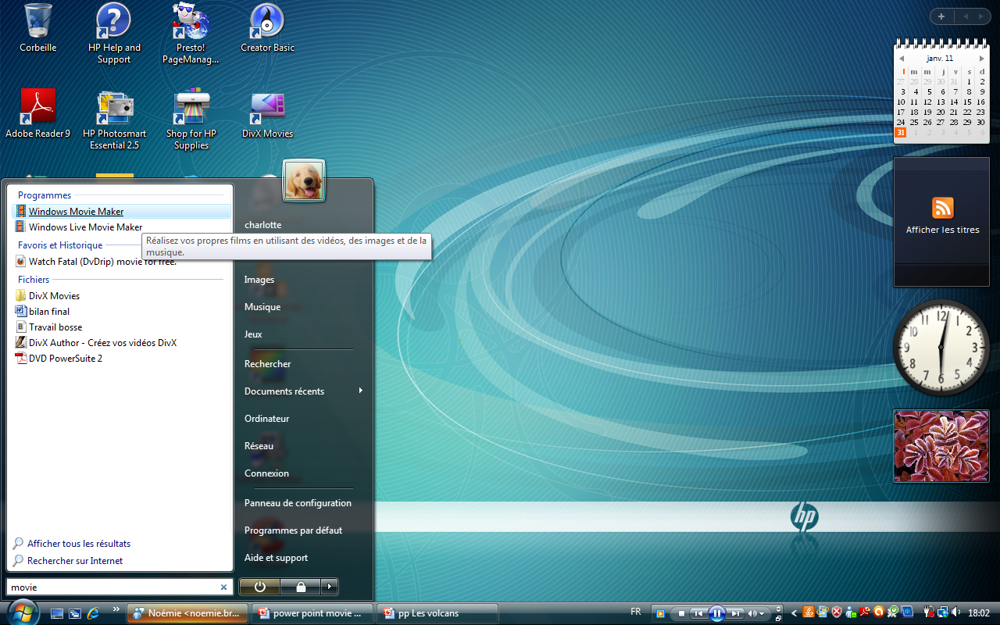 Corbeille
HP Help and
Support
Presto!
PageManag...
Creator Basic
Adobe Reader 9
HP Photosmart
Essential 2.5
Shop for HP
Supplies
DivX Movies
Programmes
Windows Movie Maker
Windows Live Movie Maker
Réalisez vos propres films en utilisant des vidéos, des images et de la
musique.
Favoris et Historique
Watch Fatal (DvDrip) movie for free.
Fichiers
DivX Movies
bilan final
Travail bosse
DivX Author - Créez vos vidéos DivX
DVD PowerSuite 2
Afficher tous les résultats
Rechercher sur Internet
movie
charlotte
Images
Musique
Jeux
Rechercher
Documents récents
Ordinateur
Réseau
Connexion
Panneau de configuration
Programmes par défaut
Aide et support
janv. 11
l m m j v s d
27 28 29 30 31 1 2
3 4 5 6 7 8 9
10 11 12 13 14 15 16
17 18 19 20 21 22 23
24 25 26 27 28 29 30
31 1 2 3 4 5 6
Afficher les titres
12 1 2 3 4 5 6 7 8 9 10 11
hp
Noémie <noemie.br...
power point movie ...
pp Les volcans
FR
18:02